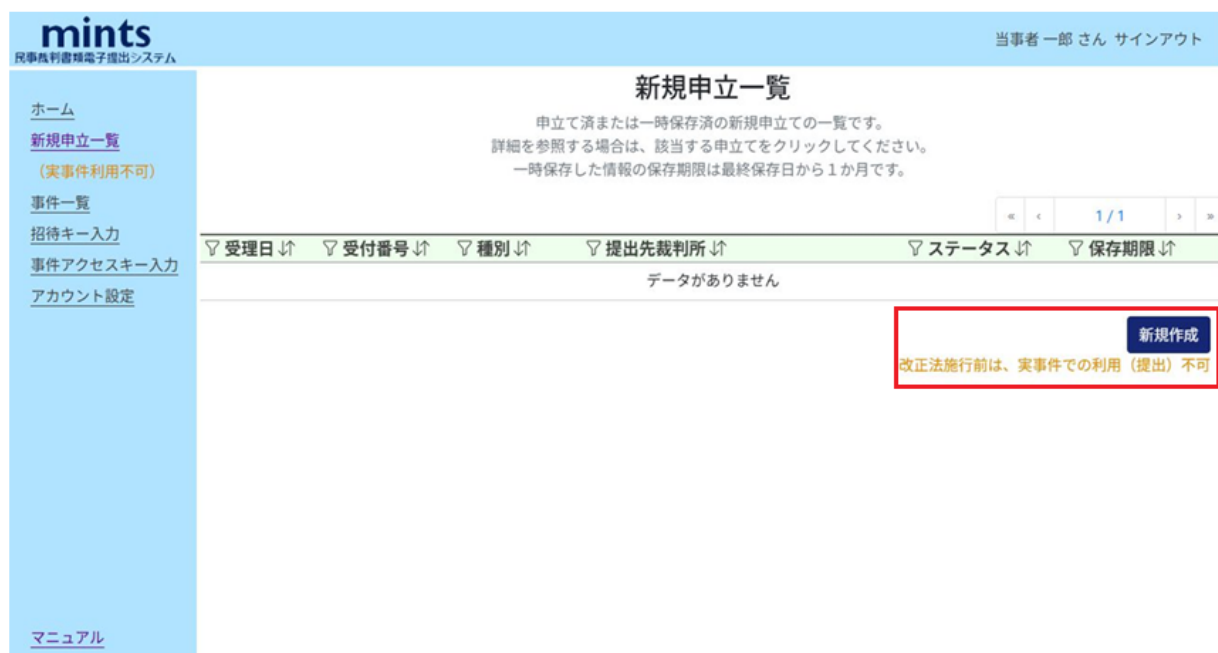 mints
民事裁判書類電子提出システム
当事者 一郎 さん サインアウト
ホーム
新規申立一覧
（実事件利用不可）
事件一覧
招待キー入力
事件アクセスキー入力
アカウント設定
マニュアル
新規申立一覧
申立て済または一時保存済の新規申立ての一覧です。
詳細を参照する場合は、該当する申立てをクリックしてください。
一時保存した情報の保存期限は最終保存日から１か月です。
« ‹ 1 / 1 › »
受理日 受付番号 種別 提出先裁判所 ステータス 保存期限
データがありません
新規作成
改正法施行前は、実事件での利用（提出）不可